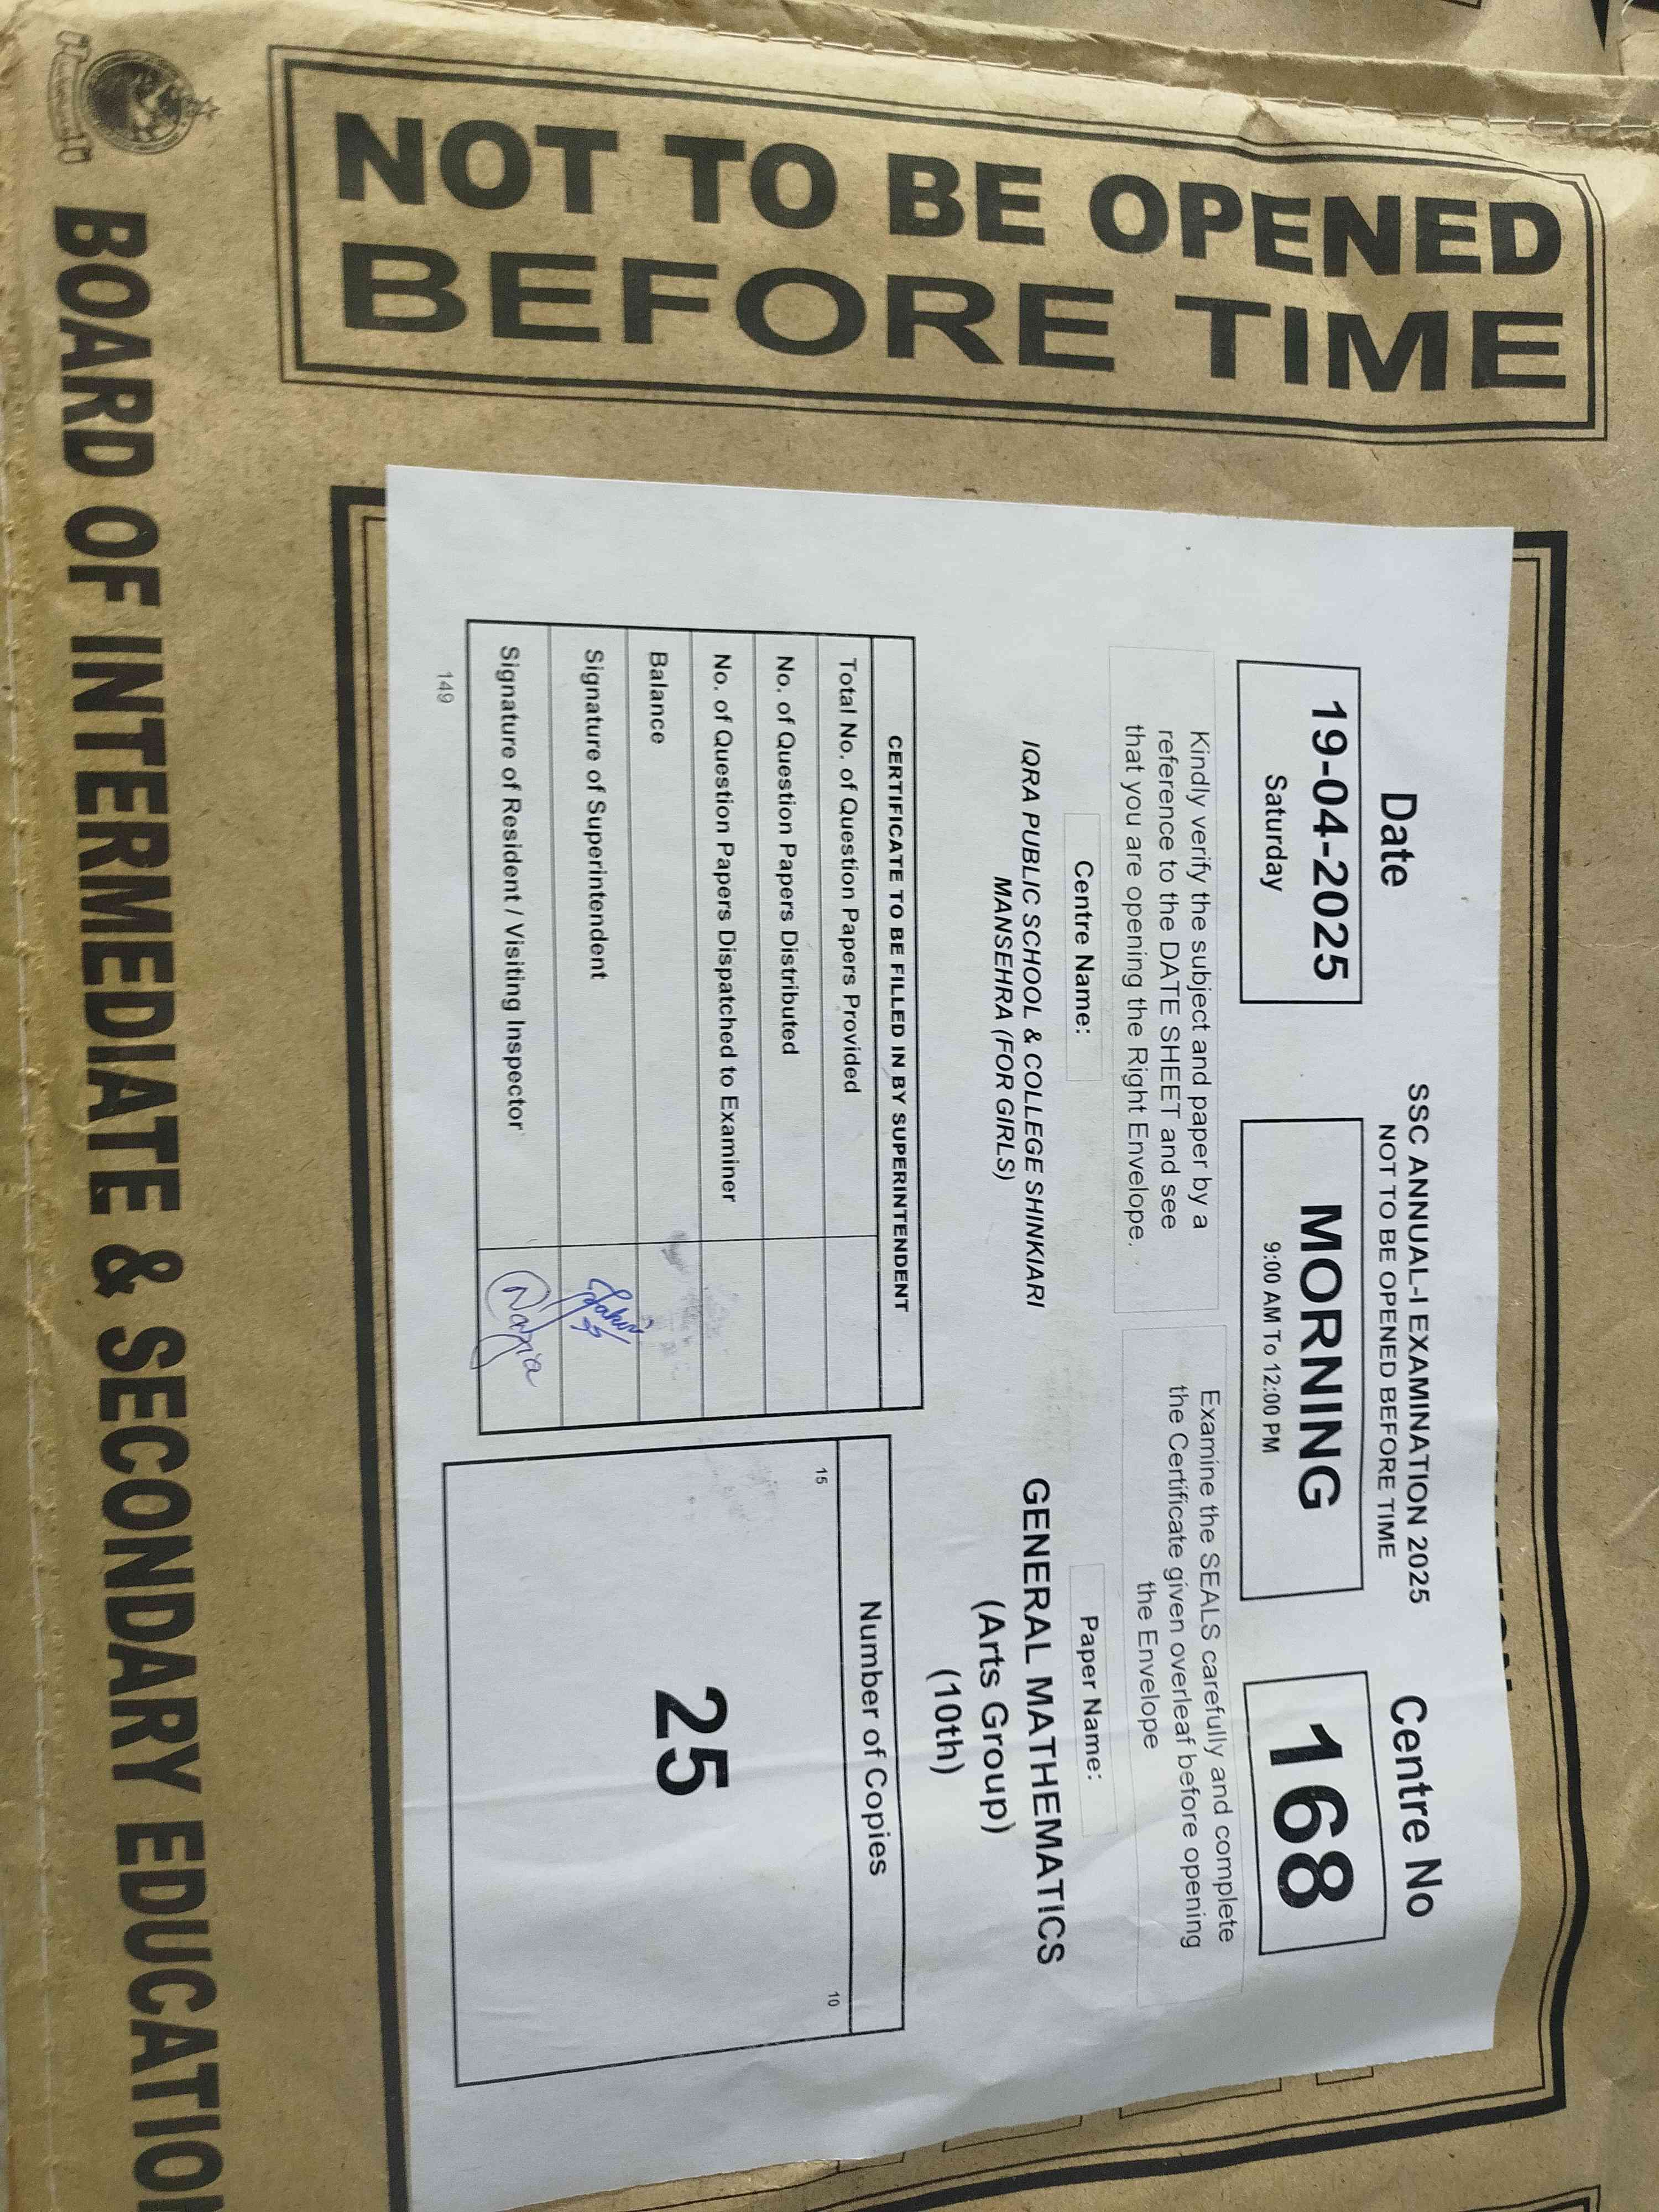 NOT TO BE OPENED
BEFORE TIME
Date
19-04-2025
Saturday
SSC ANNUAL-I EXAMINATION 2025
NOT TO BE OPENED BEFORE TIME
MORNING
9:00 AM To 12:00 PM
Centre No
168
Kindly verify the subject and paper by a
reference to the DATE SHEET and see
that you are opening the Right Envelope.
Examine the SEALS carefully and complete
the Certificate given overleaf before opening
the Envelope
Centre Name:
IQRA PUBLIC SCHOOL & COLLEGE SHINKIARI
MANSEHRA (FOR GIRLS)
Paper Name:
GENERAL MATHEMATICS
(Arts Group)
(10th)
CERTIFICATE TO BE FILLED IN BY SUPERINTENDENT
Total No. of Question Papers Provided
No. of Question Papers Distributed
No. of Question Papers Dispatched to Examiner
Balance
Signature of Superintendent
Signature of Resident / Visiting Inspector
Nazia
149
Number of Copies
15
10
25
BOARD OF INTERMEDIATE & SECONDARY EDUCATION